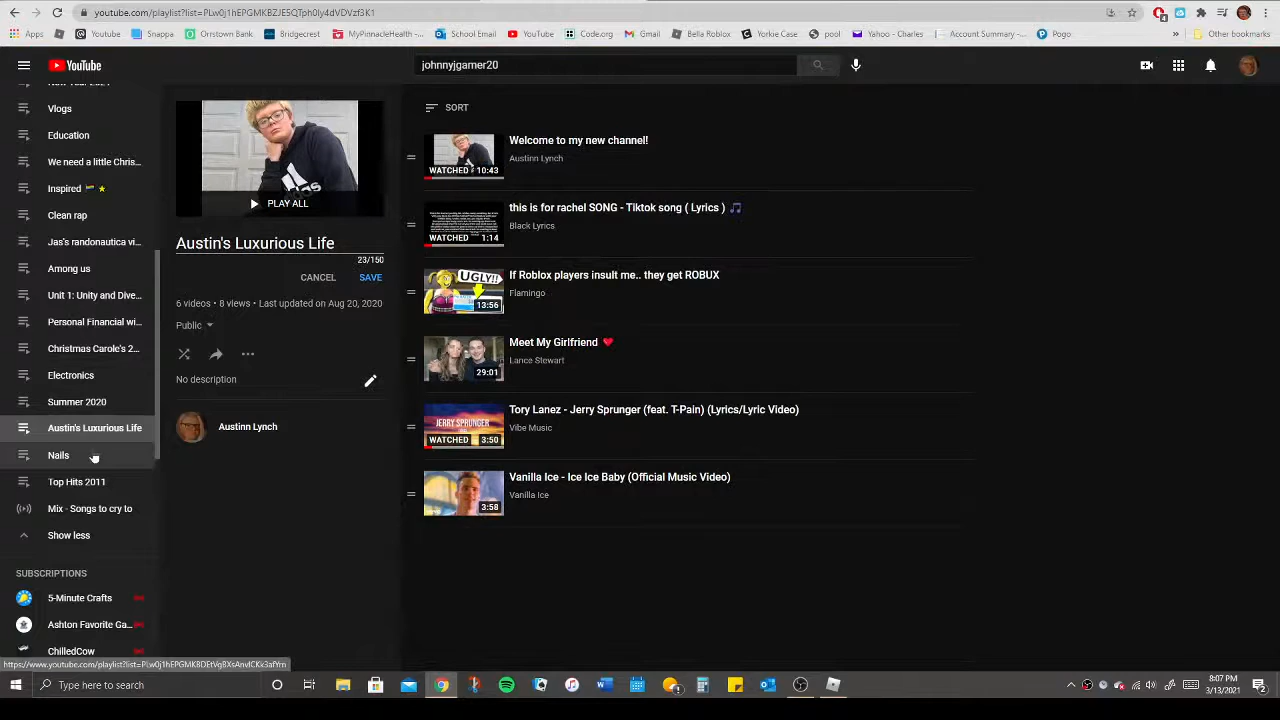 youtube.com/playlist?list=PLw0j1hEPGMKBZJE5QTph0ly4dVDVzf3K1
Apps Youtube Snappe Orrstown Bank Bridgecrest MyPinnacleHealth-... School Email YouTube Code.org Gmail Bella Roblox Yorkie Case pool Yahoo - Charles Account Summary -... Pogo » Other bookmarks
YouTube
johnnyjgamer20
Vlogs
Education
We need a little Chris...
Inspired
Clean rap
Jas's randonautica vi...
Among us
Unit 1: Unity and Dive...
Personal Financial wi...
Christmas Carole's 2...
Electronics
Summer 2020
Austin's Luxurious Life
Nails
Top Hits 2011
Mix - Songs to cry to
Show less
SUBSCRIPTIONS
5-Minute Crafts
Ashton Favorite Ga...
ChilledCow
PLAY ALL
Austin's Luxurious Life
23/150
CANCEL SAVE
6 videos • 8 views • Last updated on Aug 20, 2020
Public
No description
Austinn Lynch
SORT
WATCHED 10:43
Welcome to my new channel!
Austinn Lynch
WATCHED 1:14
this is for rachel SONG - Tiktok song ( Lyrics )
Black Lyrics
UGLY!!
13:56
If Roblox players insult me.. they get ROBUX
Flamingo
29:01
Meet My Girlfriend
Lance Stewart
JERRY SPRUNGER
WATCHED 3:50
Tory Lanez - Jerry Sprunger (feat. T-Pain) (Lyrics/Lyric Video)
Vibe Music
3:58
Vanilla Ice - Ice Ice Baby (Official Music Video)
Vanilla Ice
Type here to search
8:07 PM
3/13/2021